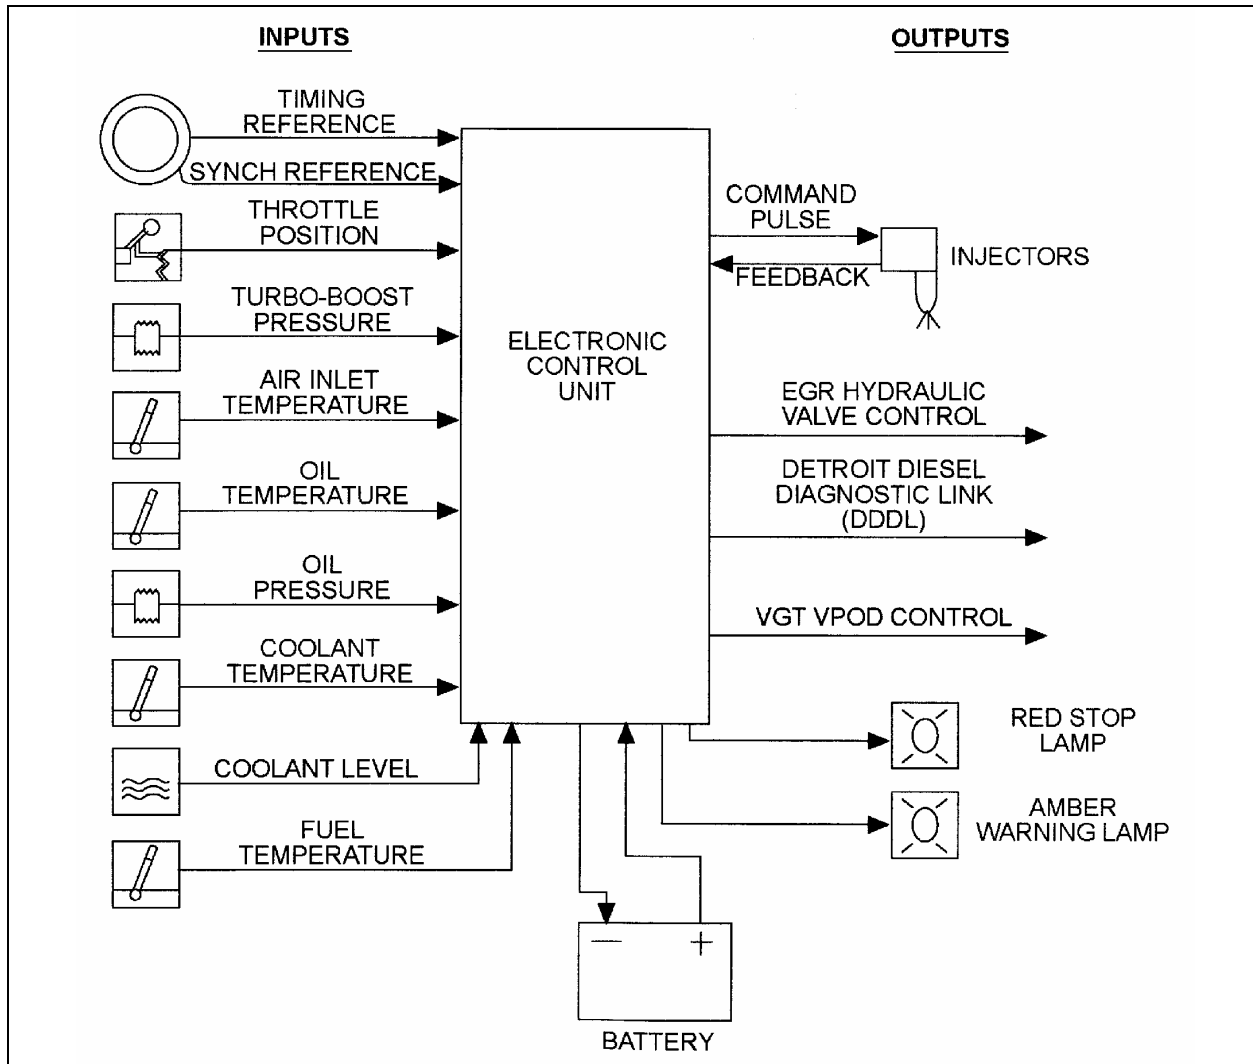 INPUTS
OUTPUTS
TIMING
REFERENCE
SYNCH REFERENCE
THROTTLE
POSITION
TURBO-BOOST
PRESSURE
AIR INLET
TEMPERATURE
OIL
TEMPERATURE
OIL
PRESSURE
COOLANT
TEMPERATURE
COOLANT LEVEL
FUEL
TEMPERATURE
ELECTRONIC
CONTROL
UNIT
COMMAND
PULSE
FEEDBACK
INJECTORS
EGR HYDRAULIC
VALVE CONTROL
DETROIT DIESEL
DIAGNOSTIC LINK
(DDDL)
VGT VPOD CONTROL
RED STOP
LAMP
AMBER
WARNING LAMP
— +
BATTERY